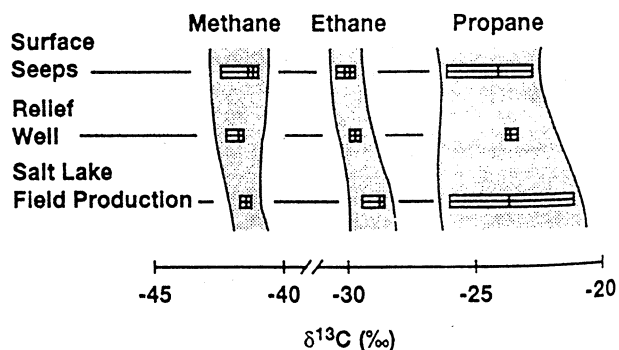 Methane Ethane Propane
Surface
Seeps
Relief
Well
Salt Lake
Field Production
-45 -40 -30 -25 -20
δ¹³C (‰)